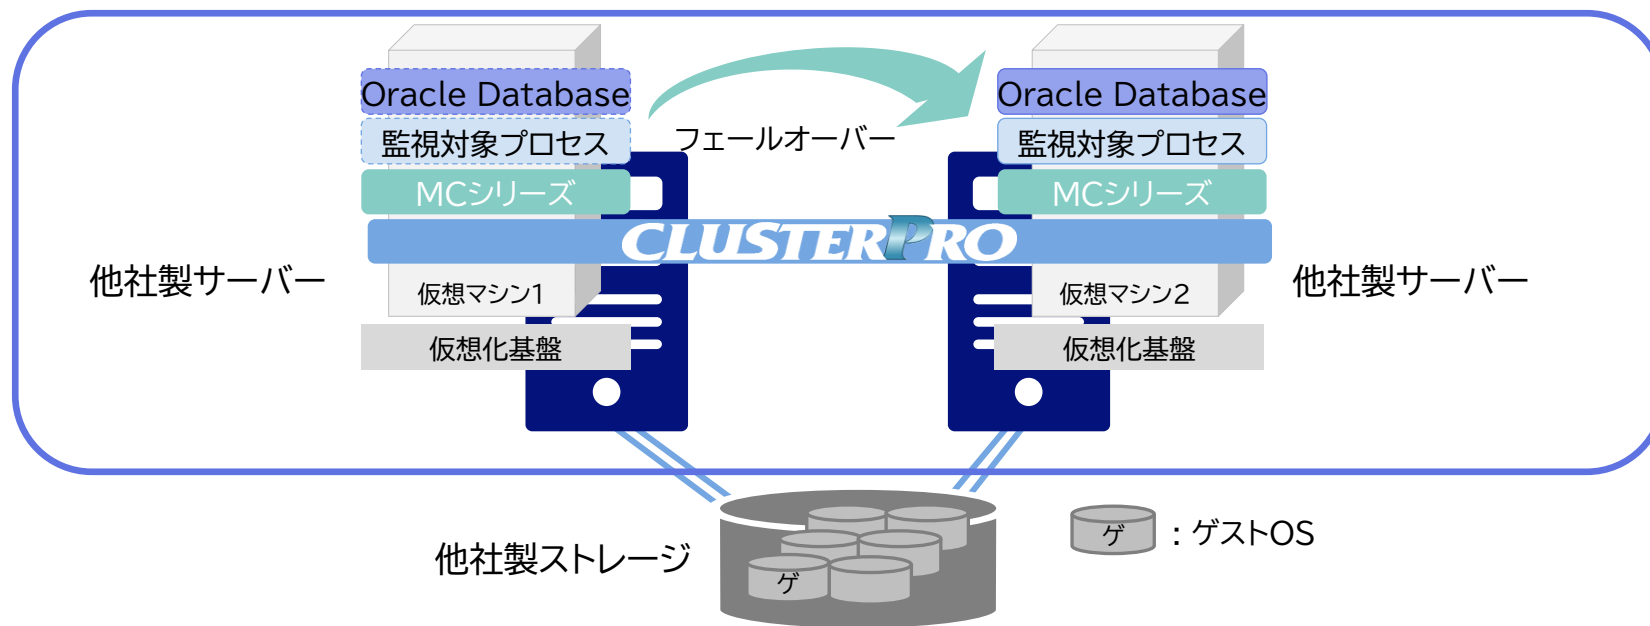 Oracle Database
監視対象プロセス
MCシリーズ
フェールオーバー
Oracle Database
監視対象プロセス
MCシリーズ
CLUSTERPRO
他社製サーバー
仮想マシン1
仮想化基盤
仮想マシン2
仮想化基盤
他社製サーバー
他社製ストレージ
ゲ
ゲ
：ゲストOS